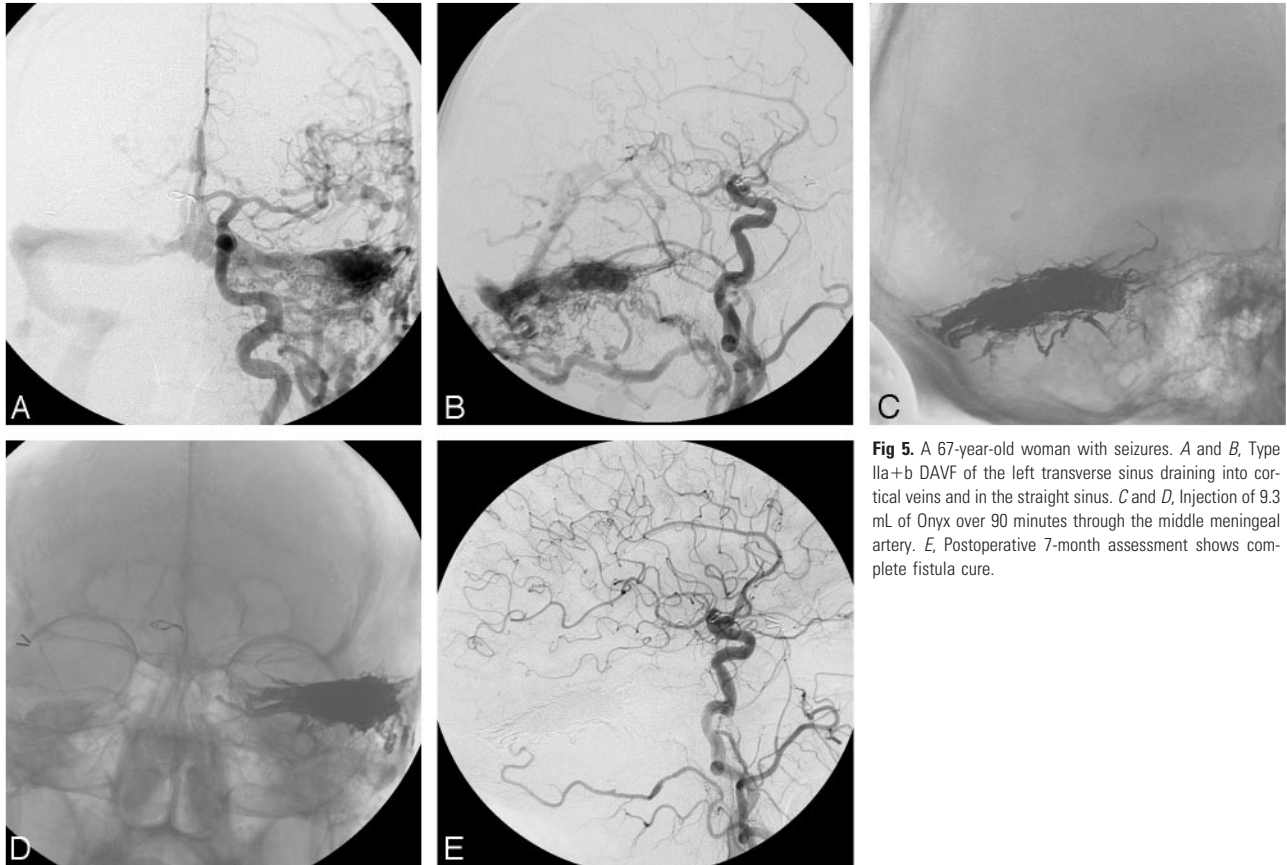 A
B
C
D
E
Fig 5. A 67-year-old woman with seizures. A and B, Type
IIa+b DAVF of the left transverse sinus draining into cor-
tical veins and in the straight sinus. C and D, Injection of 9.3
mL of Onyx over 90 minutes through the middle meningeal
artery. E, Postoperative 7-month assessment shows com-
plete fistula cure.